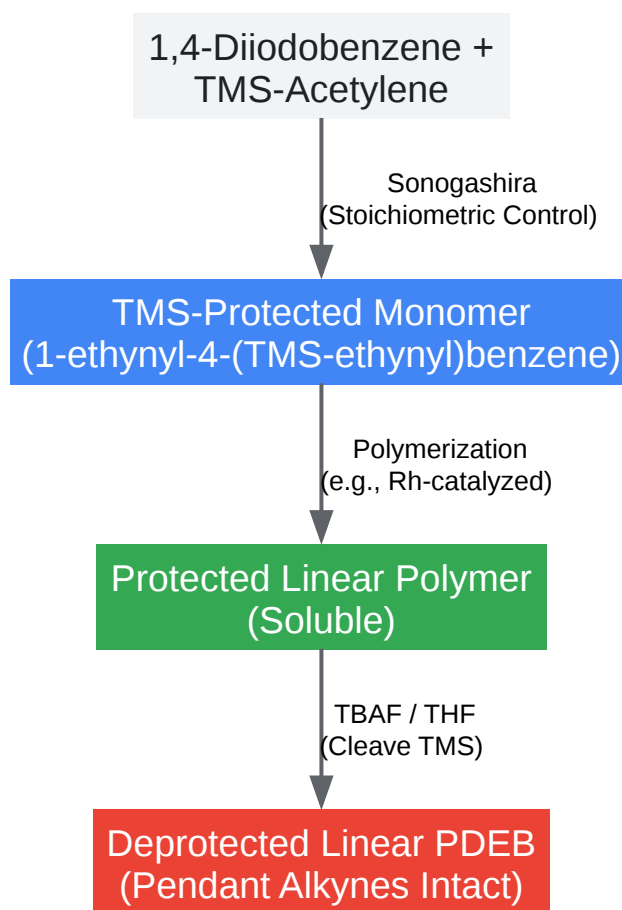 1,4-Diiodobenzene +
TMS-Acetylene
Sonogashira
(Stoichiometric Control)
TMS-Protected Monomer
(1-ethynyl-4-(TMS-ethynyl)benzene)
Polymerization
(e.g., Rh-catalyzed)
Protected Linear Polymer
(Soluble)
TBAF / THF
(Cleave TMS)
Deprotected Linear PDEB
(Pendant Alkynes Intact)